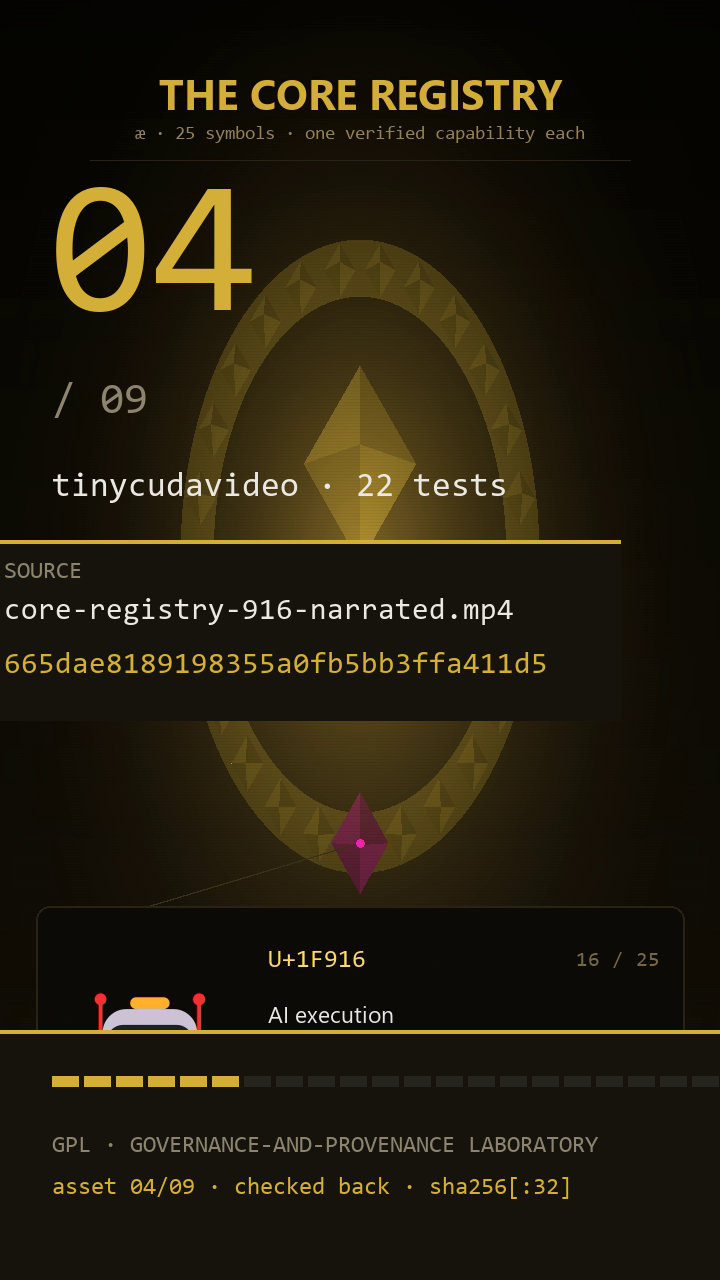 THE CORE REGISTRY
æ · 25 symbols · one verified capability each
04
/ 09
tinycudavideo · 22 tests
SOURCE
core-registry-916-narrated.mp4
665dae8189198355a0fb5bb3ffa411d5
U+1F916
16 / 25
AI execution
GPL · GOVERNANCE-AND-PROVENANCE LABORATORY
asset 04/09 · checked back · sha256[:32]